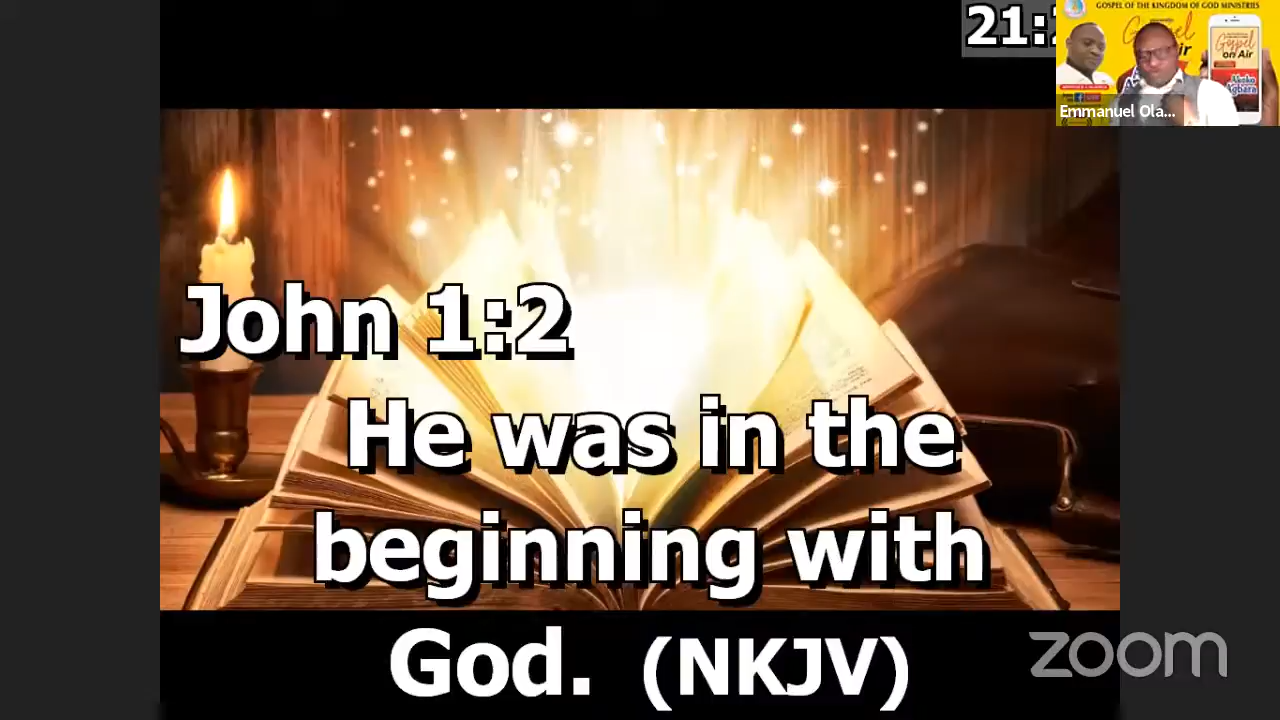 21:
GOSPEL OF THE KINGDOM OF GOD MINISTRIES
Gospel
on Air
Emmanuel Ola...
John 1:2
He was in the
beginning with
God. (NKJV)
zoom